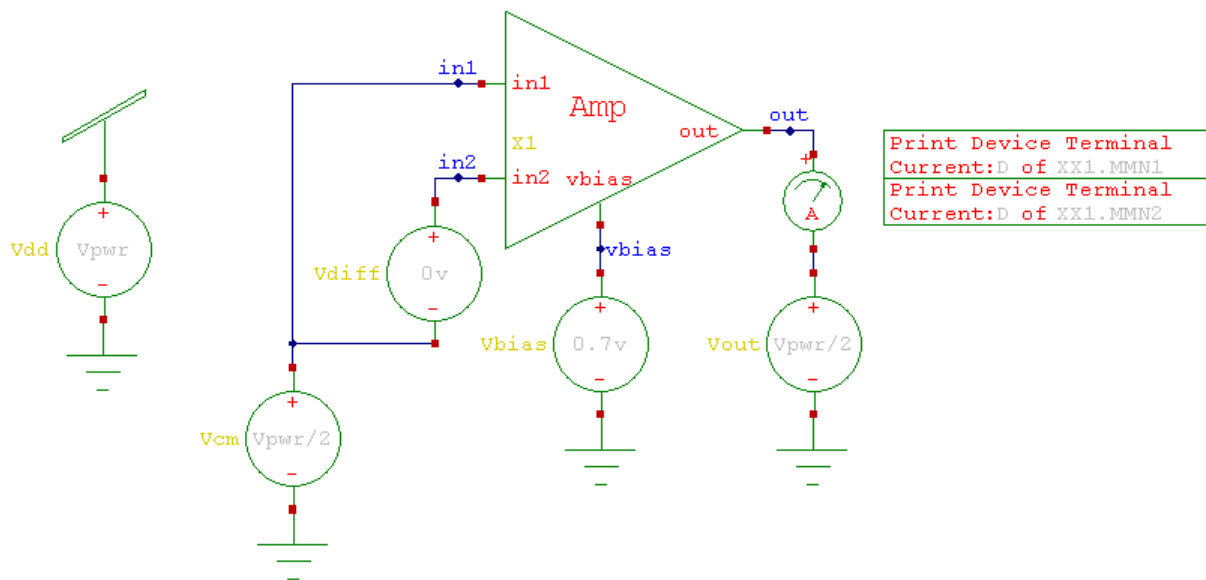 in1
in1
Amp
X1
out
out
in2
in2
vbias
+
A
Print Device Terminal
Current:D of XX1.MMN1
Print Device Terminal
Current:D of XX1.MMN2
Vdd
+
Vpwr
-
Vdiff
+
0v
-
vbias
Vbias
+
0.7v
-
Vout
+
Vpwr/2
-
Vcm
+
Vpwr/2
-